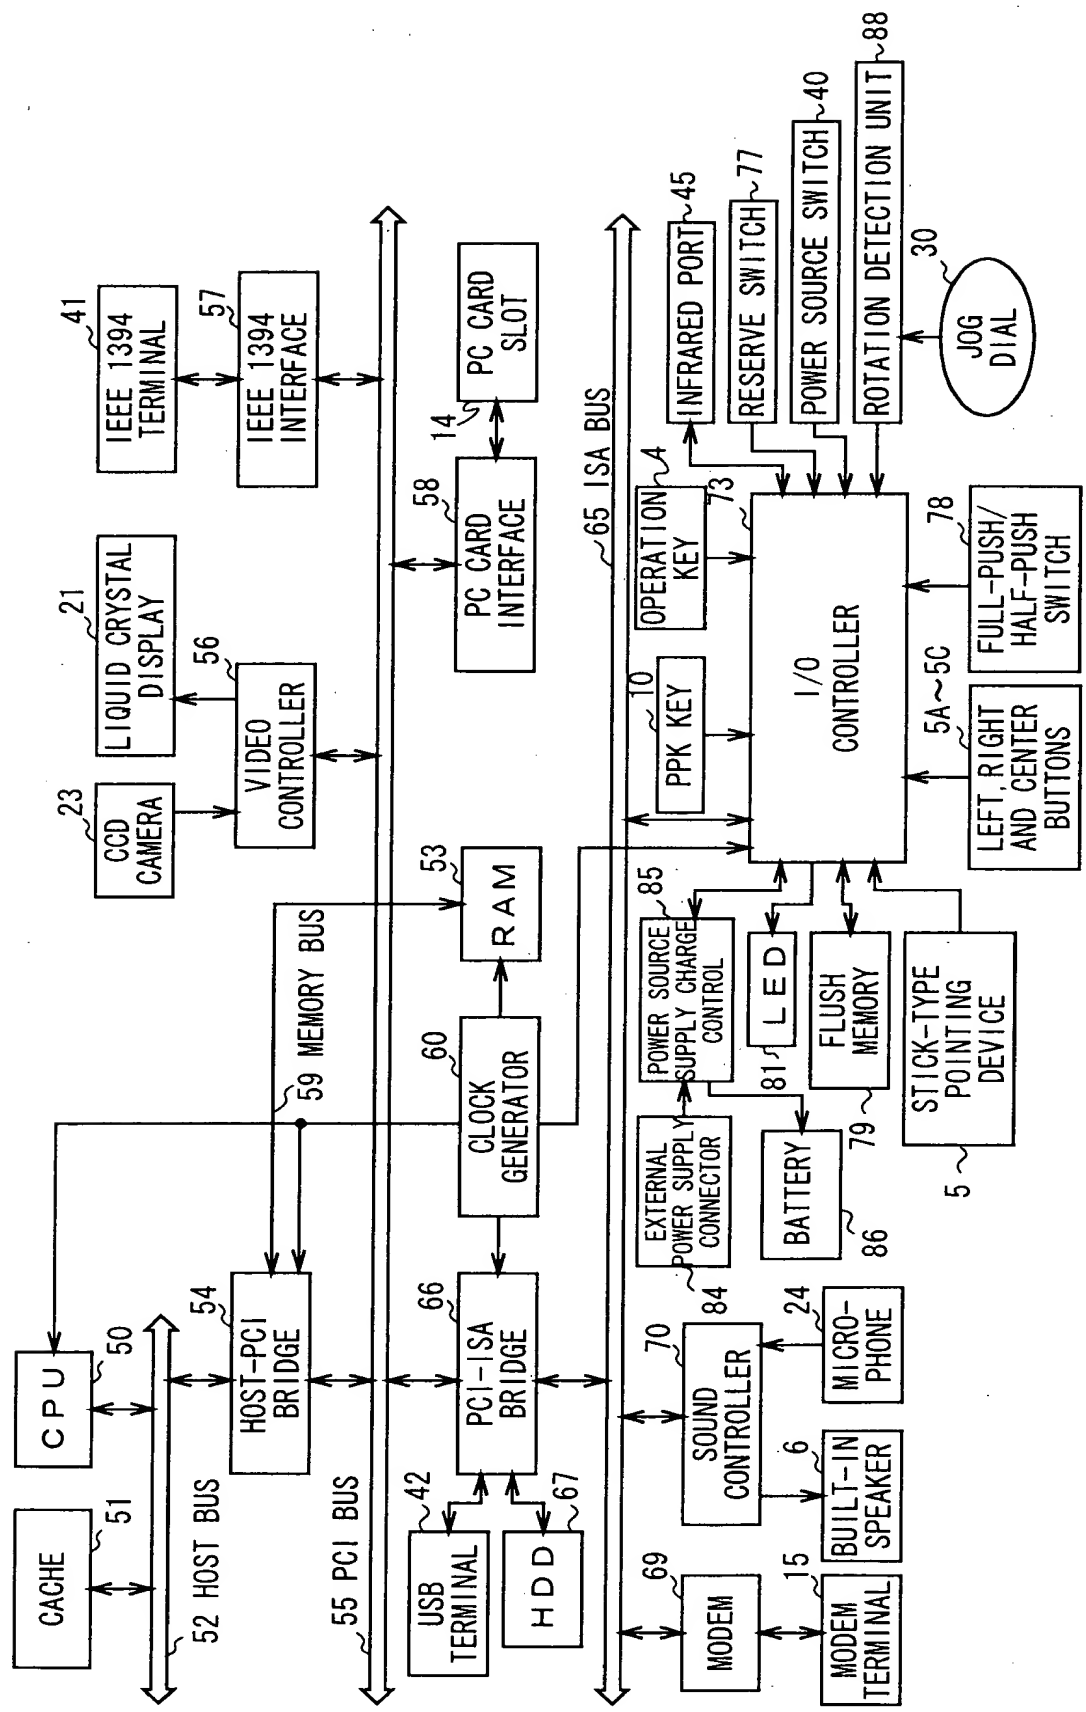 CACHE
51
CPU
50
52 HOST BUS
HOST-PCI
BRIDGE
54
59 MEMORY BUS
CCD
CAMERA
23
LIQUID CRYSTAL
DISPLAY
21
VIDEO
CONTROLLER
56
IEEE 1394
TERMINAL
41
IEEE 1394
INTERFACE
57
55 PCI BUS
USB
TERMINAL
42
HDD
67
PCI-ISA
BRIDGE
66
CLOCK
GENERATOR
60
RAM
53
PC CARD
INTERFACE
58
PC CARD
SLOT
14
65 ISA BUS
MODEM
69
MODEM
TERMINAL
15
SOUND
CONTROLLER
70
BUILT-IN
SPEAKER
6
MICRO-
PHONE
24
EXTERNAL
POWER SUPPLY
CONNECTOR
84
POWER SOURCE
SUPPLY CHARGE
CONTROL
85
BATTERY
86
LED
81
FLUSH
MEMORY
79
STICK-TYPE
POINTING
DEVICE
5
PPK KEY
10
OPERATION
KEY
4
I/O
CONTROLLER
73
INFRARED PORT
45
RESERVE SWITCH
77
POWER SOURCE SWITCH
40
ROTATION DETECTION UNIT
88
JOG
DIAL
30
LEFT, RIGHT
AND CENTER
BUTTONS
5A~5C
FULL-PUSH/
HALF-PUSH
SWITCH
78